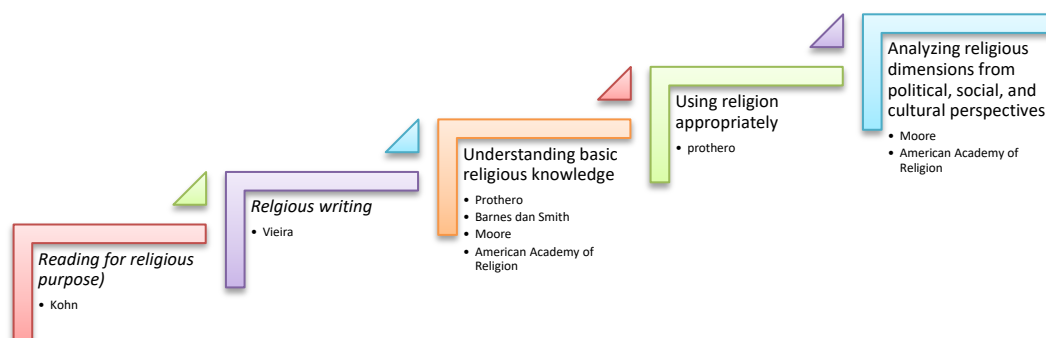 Reading for religious
purpose)
• Kohn
Relgious writing
• Vieira
Understanding basic
religious knowledge
• Prothero
• Barnes dan Smith
• Moore
• American Academy of
Religion
Using religion
appropriately
• prothero
Analyzing religious
dimensions from
political, social, and
cultural perspectives
• Moore
• American Academy of
Religion